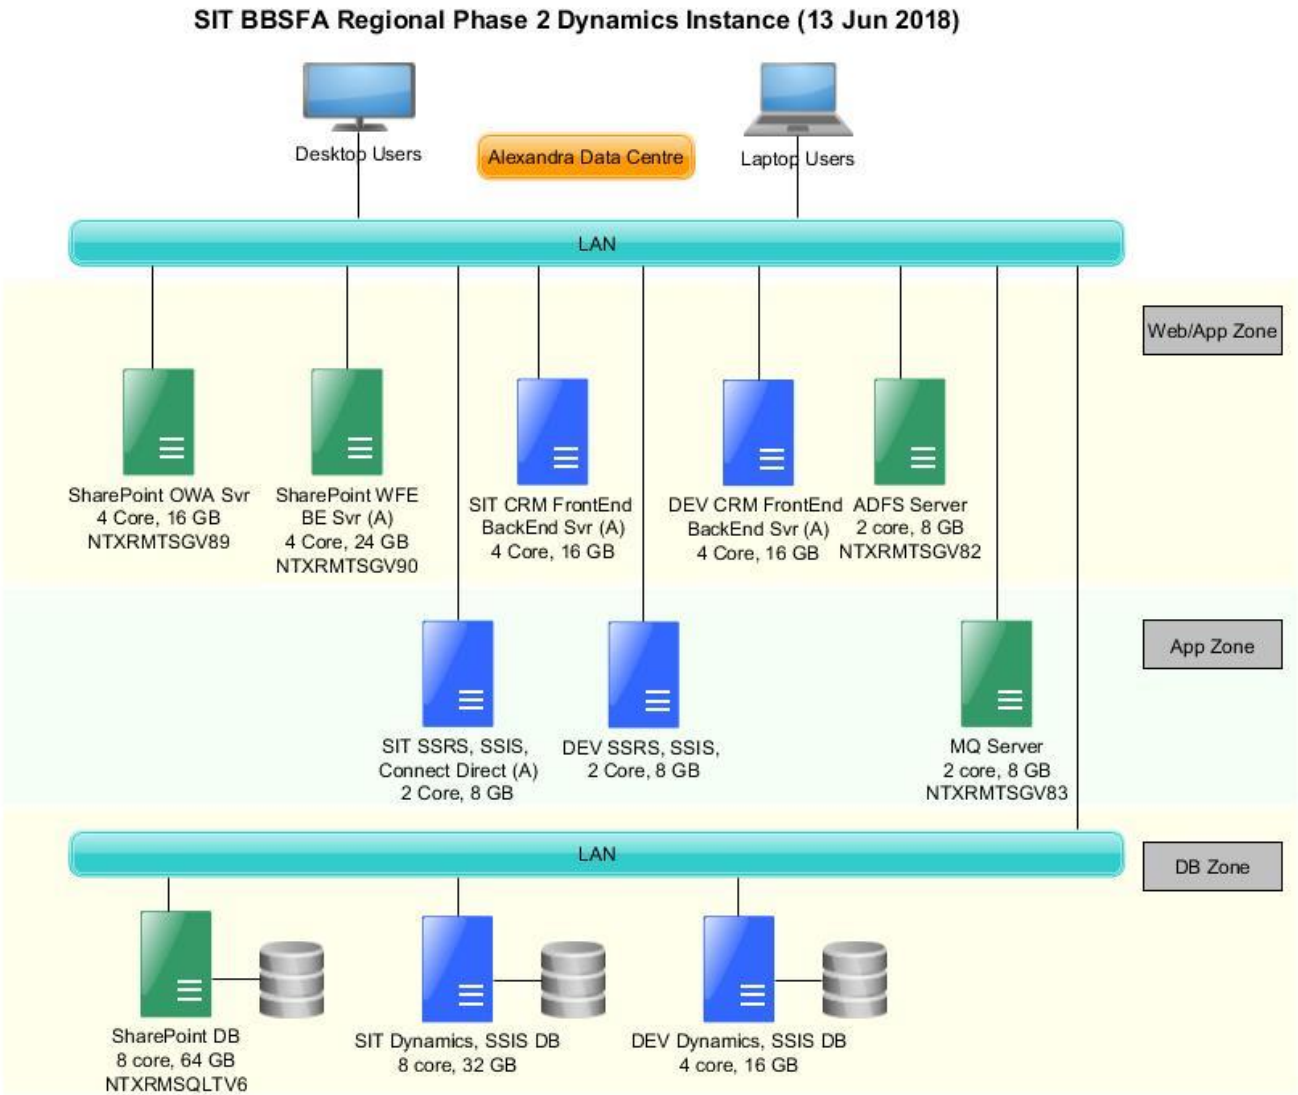 SIT BBSFA Regional Phase 2 Dynamics Instance (13 Jun 2018)
Desktop Users
Alexandra Data Centre
Laptop Users
LAN
Web/App Zone
SharePoint OWA Svr
4 Core, 16 GB
NTXRMTSGV89
SharePoint WFE
BE Svr (A)
4 Core, 24 GB
NTXRMTSGV90
SIT CRM FrontEnd
BackEnd Svr (A)
4 Core, 16 GB
DEV CRM FrontEnd
BackEnd Svr (A)
4 Core, 16 GB
ADFS Server
2 core, 8 GB
NTXRMTSGV82
App Zone
SIT SSRS, SSIS,
Connect Direct (A)
2 Core, 8 GB
DEV SSRS, SSIS,
2 Core, 8 GB
MQ Server
2 core, 8 GB
NTXRMTSGV83
LAN
DB Zone
SharePoint DB
8 core, 64 GB
NTXRMSQLTV6
SIT Dynamics, SSIS DB
8 core, 32 GB
DEV Dynamics, SSIS DB
4 core, 16 GB